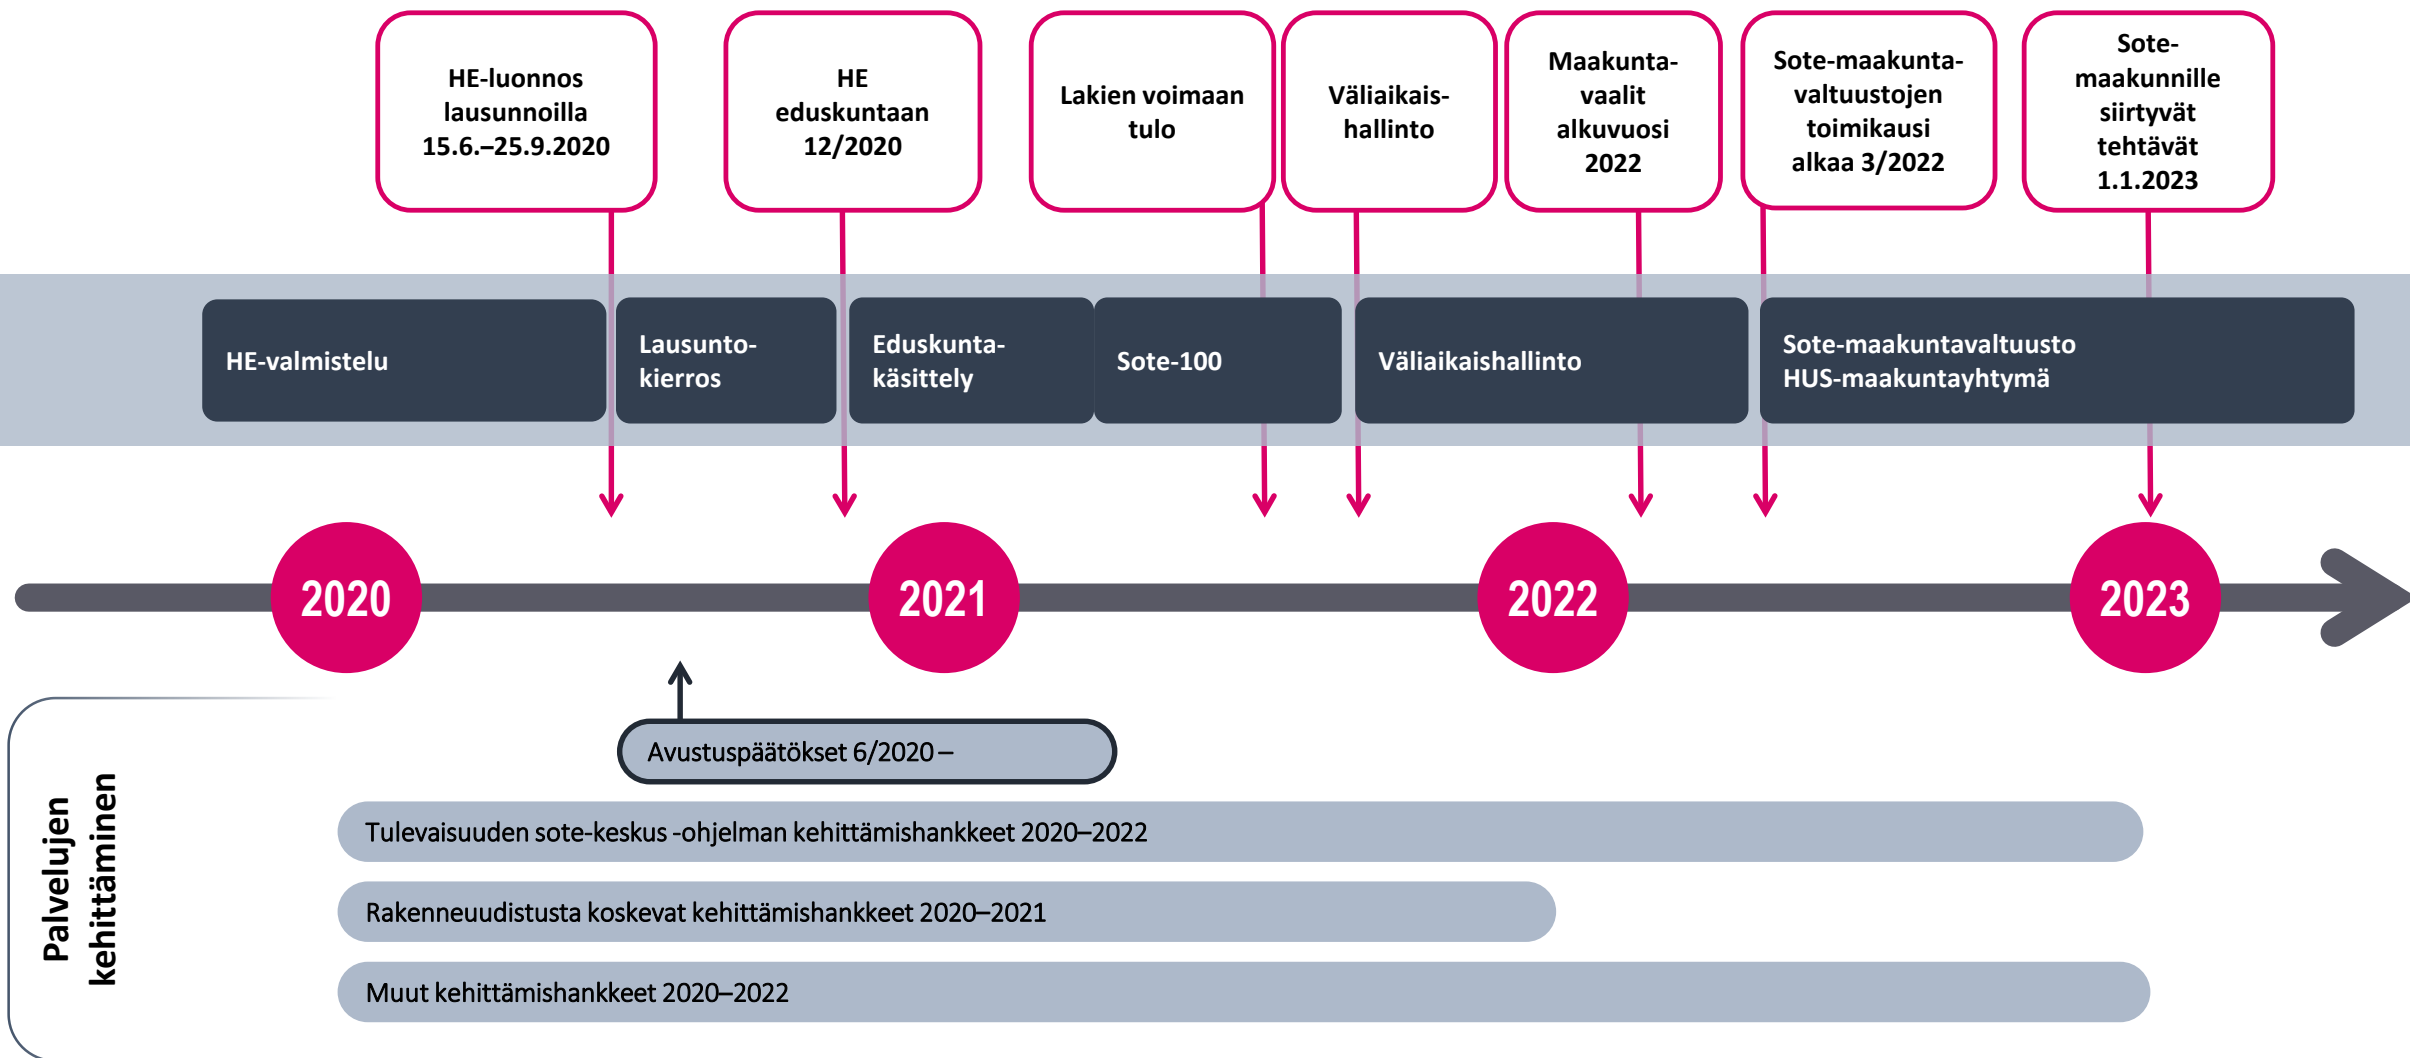 HE-luonnos
lausunnoilla
15.6.–25.9.2020
HE
eduskuntaan
12/2020
Lakien voimaan
tulo
Väliaikais-
hallinto
Maakunta-
vaalit
alkuvuosi
2022
Sote-maakunta-
valtuustojen
toimikausi
alkaa 3/2022
Sote-
maakunnille
siirtyvät
tehtävät
1.1.2023
HE-valmistelu
Lausunto-
kierros
Eduskunta-
käsittely
Sote-100
Väliaikaishallinto
Sote-maakuntavaltuusto
HUS-maakuntayhtymä
2020
2021
2022
2023
Avustuspäätökset 6/2020 –
Palvelujen
kehittäminen
Tulevaisuuden sote-keskus -ohjelman kehittämishankkeet 2020–2022
Rakenneuudistusta koskevat kehittämishankkeet 2020–2021
Muut kehittämishankkeet 2020–2022